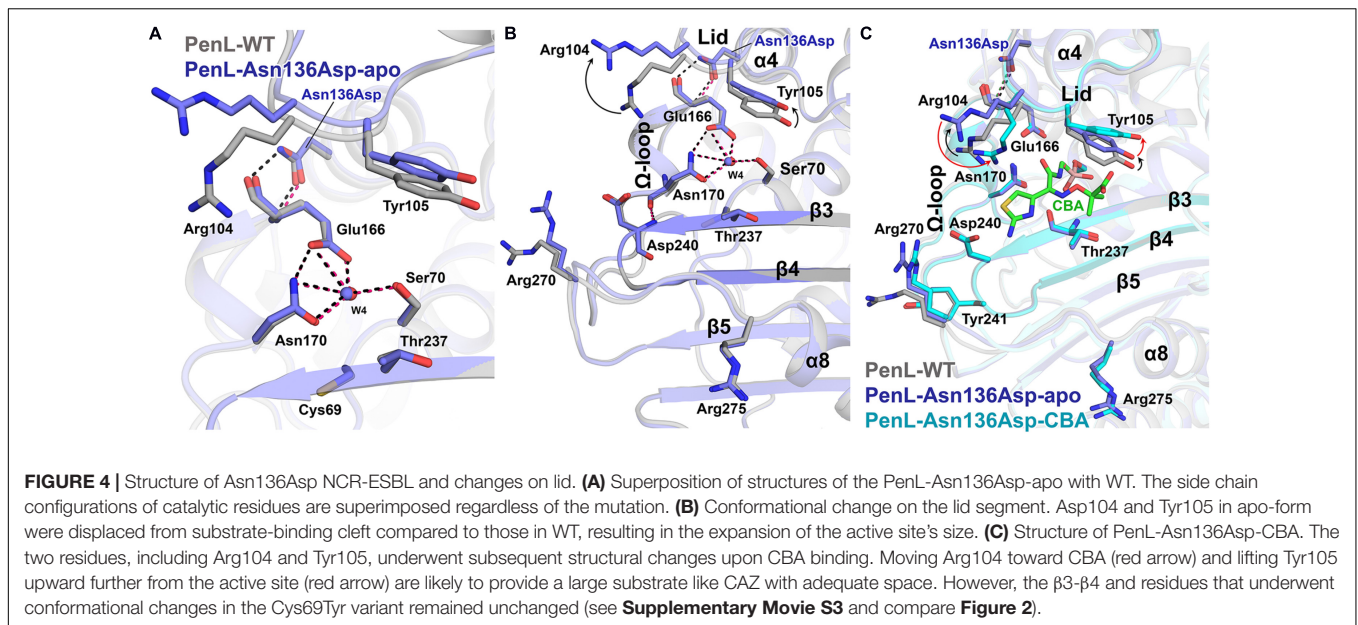 A
PenL-WT
PenL-Asn136Asp-apo
Asn136Asp
Arg104
Tyr105
Glu166
Ser70
W4
Asn170
Thr237
Cys69
B
Lid
Arg104
Asn136Asp
α4
Glu166
Tyr105
Ω-loop
Ser70
W4
Asn170
β3
Asp240
Thr237
Arg270
β4
β5
α8
Arg275
C
Asn136Asp
Arg104
Lid
Tyr105
Glu166
Asn170
Ω-loop
CBA
β3
Asp240
Arg270
Thr237
β4
β5
Tyr241
α8
PenL-WT
PenL-Asn136Asp-apo
Arg275
PenL-Asn136Asp-CBA
FIGURE 4 | Structure of Asn136Asp NCR-ESBL and changes on lid. (A) Superposition of structures of the PenL-Asn136Asp-apo with WT. The side chain
configurations of catalytic residues are superimposed regardless of the mutation. (B) Conformational change on the lid segment. Asp104 and Tyr105 in apo-form
were displaced from substrate-binding cleft compared to those in WT, resulting in the expansion of the active site's size. (C) Structure of PenL-Asn136Asp-CBA. The
two residues, including Arg104 and Tyr105, underwent subsequent structural changes upon CBA binding. Moving Arg104 toward CBA (red arrow) and lifting Tyr105
upward further from the active site (red arrow) are likely to provide a large substrate like CAZ with adequate space. However, the β3-β4 and residues that underwent
conformational changes in the Cys69Tyr variant remained unchanged (see Supplementary Movie S3 and compare Figure 2).